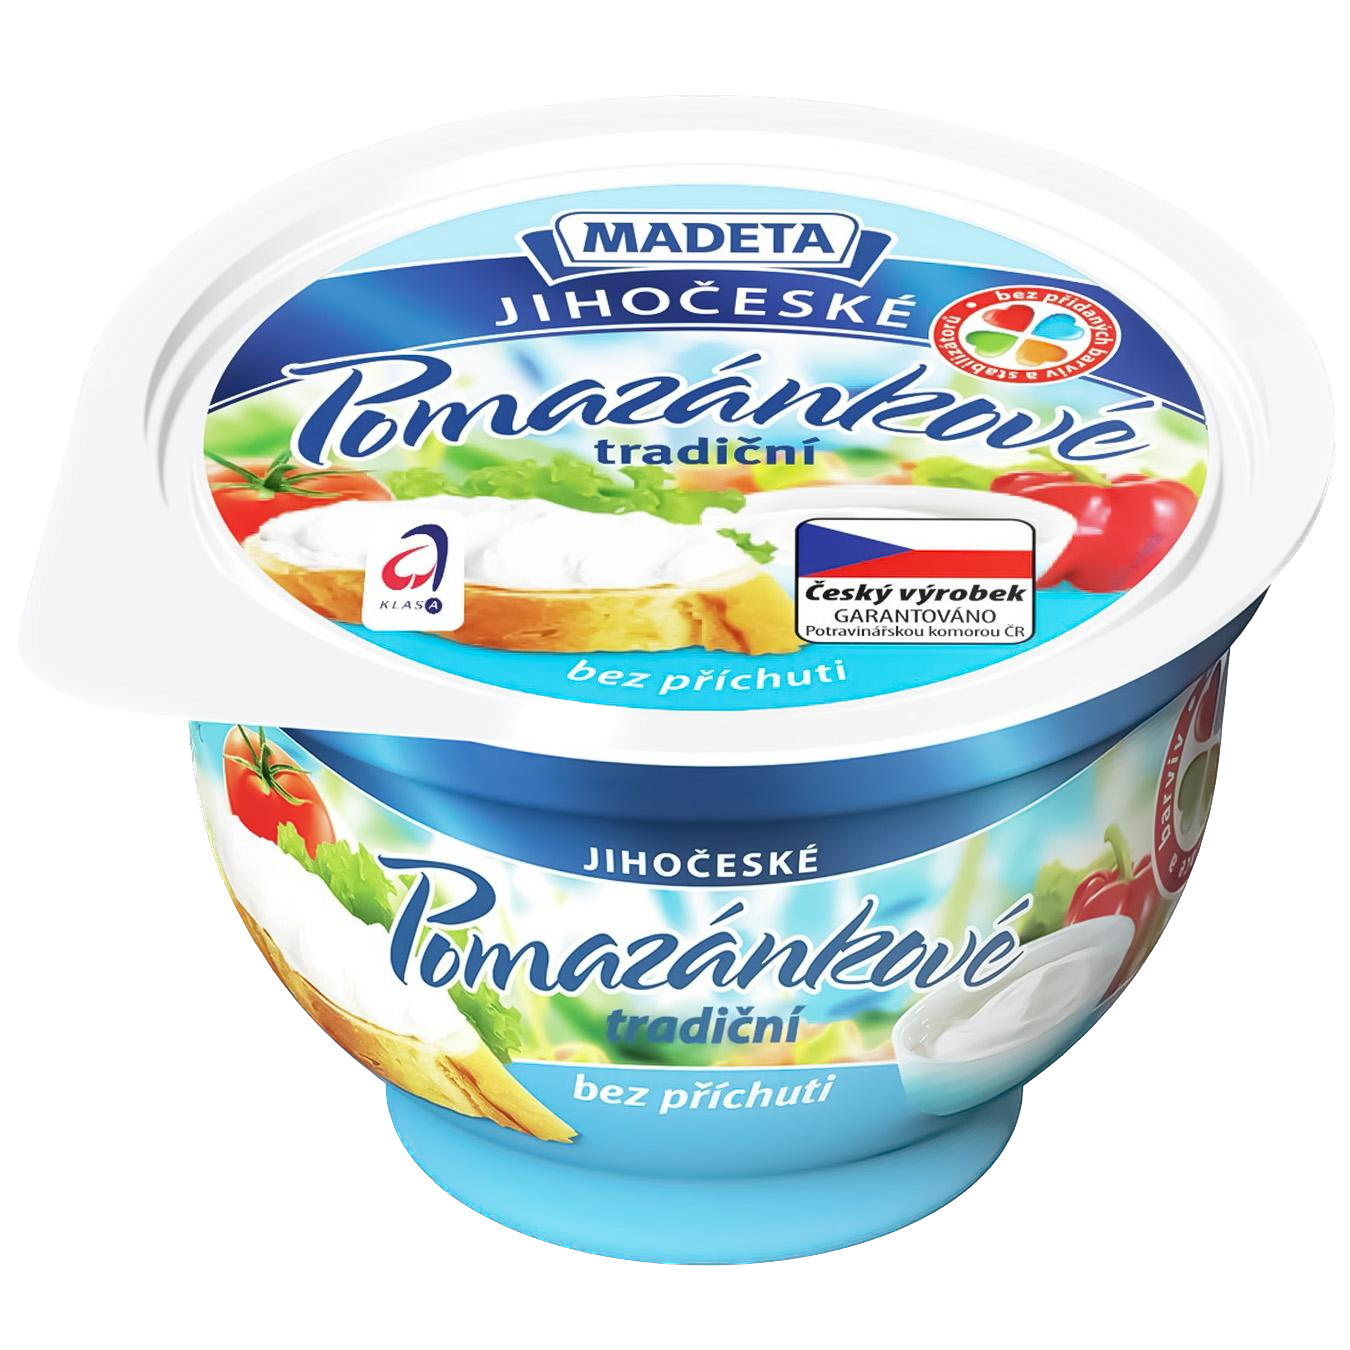 MADETA
JIHOČESKÉ
bez přidaných barviv a stabilizátorů
Pomazánkové
tradiční
KLASA
Český výrobek
GARANTOVÁNO
Potravinářskou komorou ČR
bez příchuti
JIHOČESKÉ
Pomazánkové
tradiční
bez příchuti
barviv